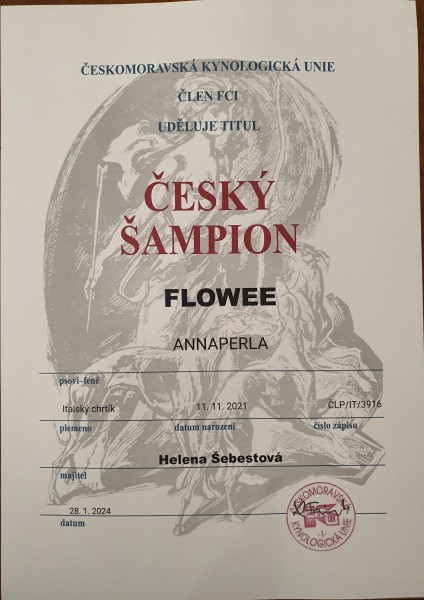 ČESKOMORAVSKÁ KYNOLOGICKÁ UNIE
ČLEN FCI
UDĚLUJE TITUL
ČESKÝ
ŠAMPION
FLOWEE
ANNAPERLA
psovi–feně
Italský chrtík 11. 11. 2021 ČLP/IT/3916
plemeno datum narození číslo zápisu
Helena Šebestová
majitel
28. 1. 2024
datum
ČESKOMORAVSKÁ
KYNOLOGICKÁ UNIE
-1-